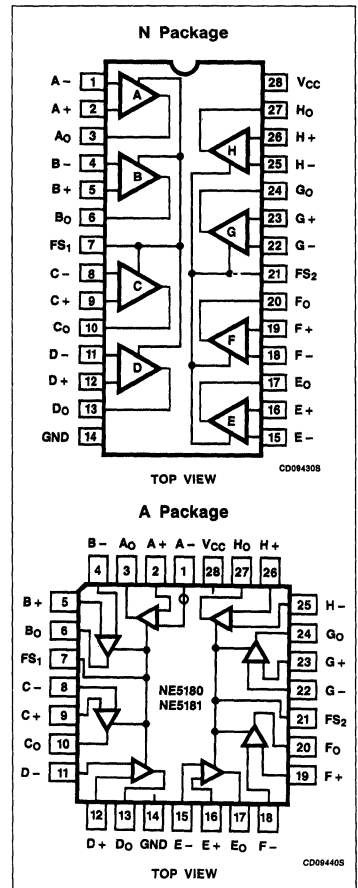 N Package
A− 1 28 VCC
A+ 2 A 27 HO
AO 3 26 H+
B− 4 H 25 H−
B+ 5 B 24 GO
BO 6 23 G+
FS1 7 G 22 G−
C− 8 21 FS2
C+ 9 C 20 FO
CO 10 19 F+
D− 11 F 18 F−
D+ 12 D 17 EO
DO 13 16 E+
GND 14 E 15 E−
CD09430S
TOP VIEW
A Package
B− AO A+ A− VCC HO H+
4 3 2 1 28 27 26
B+ 5 25 H−
BO 6 24 GO
FS1 7 23 G+
C− 8 22 G−
C+ 9 21 FS2
CO 10 20 FO
D− 11 19 F+
NE5180
NE5181
12 13 14 15 16 17 18
D+ DO GND E− E+ EO F−
CD09440S
TOP VIEW